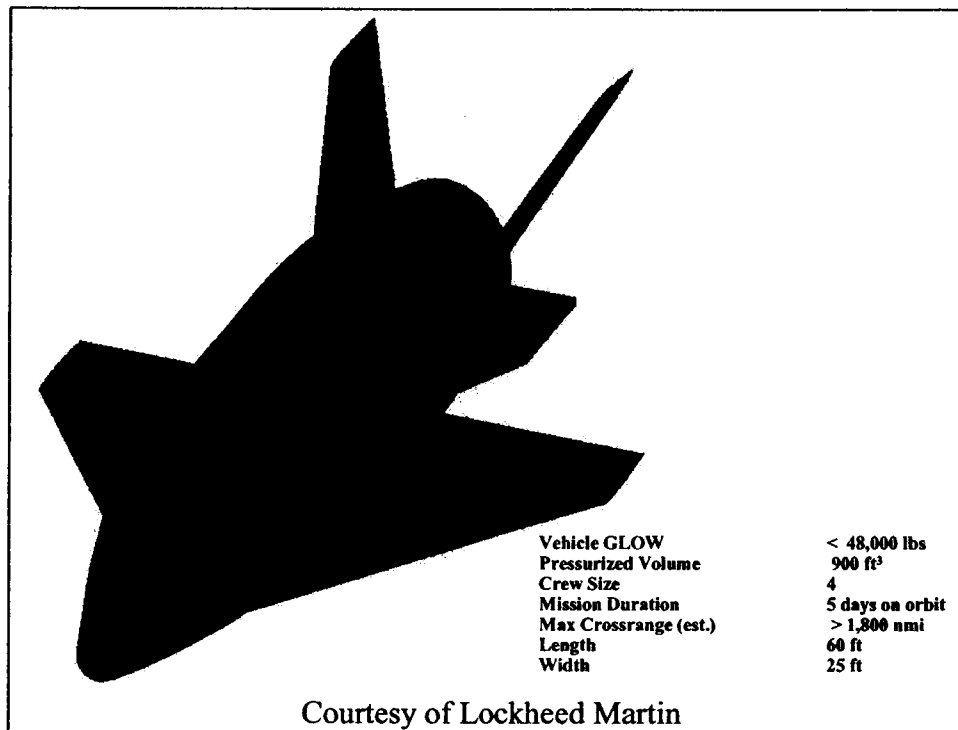 Vehicle GLOW < 48,000 lbs
Pressurized Volume 900 ft³
Crew Size 4
Mission Duration 5 days on orbit
Max Crossrange (est.) > 1,800 nmi
Length 60 ft
Width 25 ft
Courtesy of Lockheed Martin